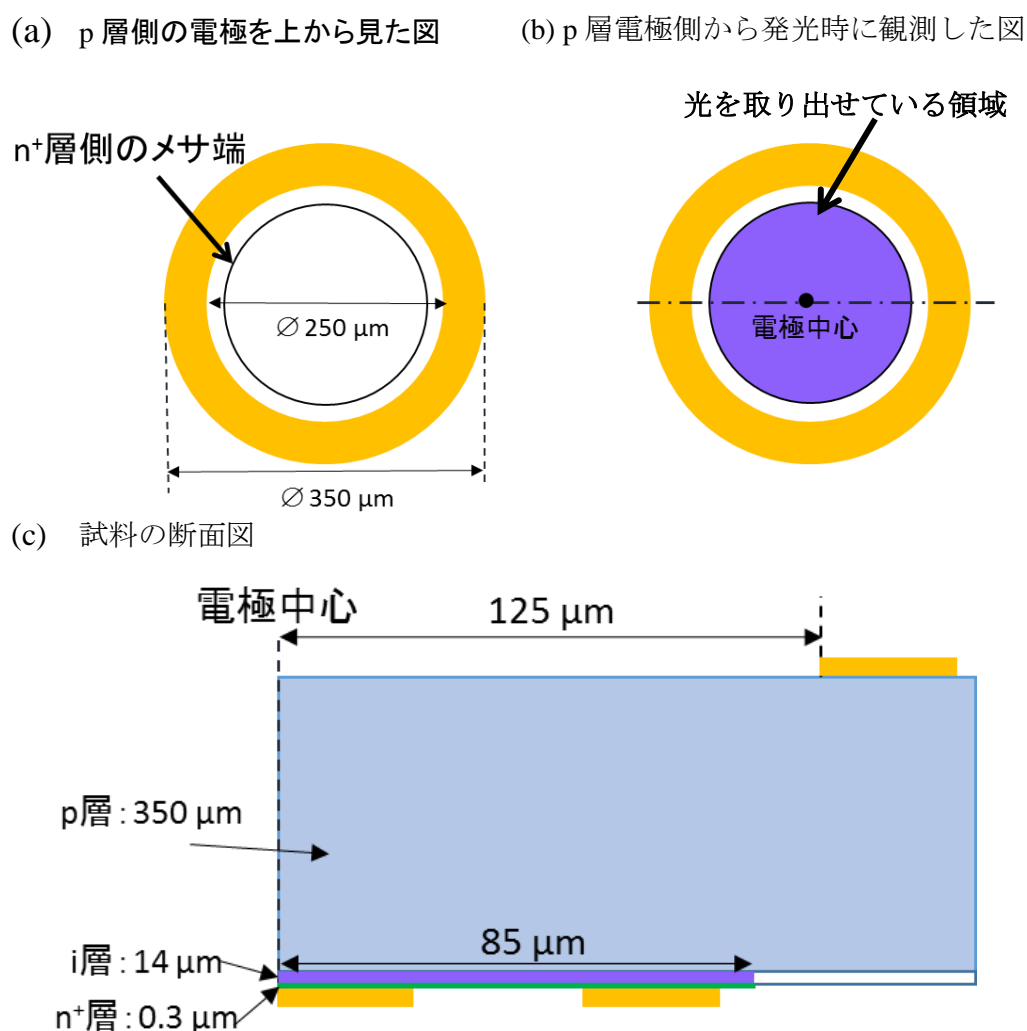 (a) p 層側の電極を上から見た図
(b) p 層電極側から発光時に観測した図
光を取り出せている領域
n⁺層側のメサ端
∅ 250 µm
電極中心
∅ 350 µm
(c) 試料の断面図
電極中心
125 µm
p層 : 350 µm
85 µm
i層 : 14 µm
n⁺層 : 0.3 µm